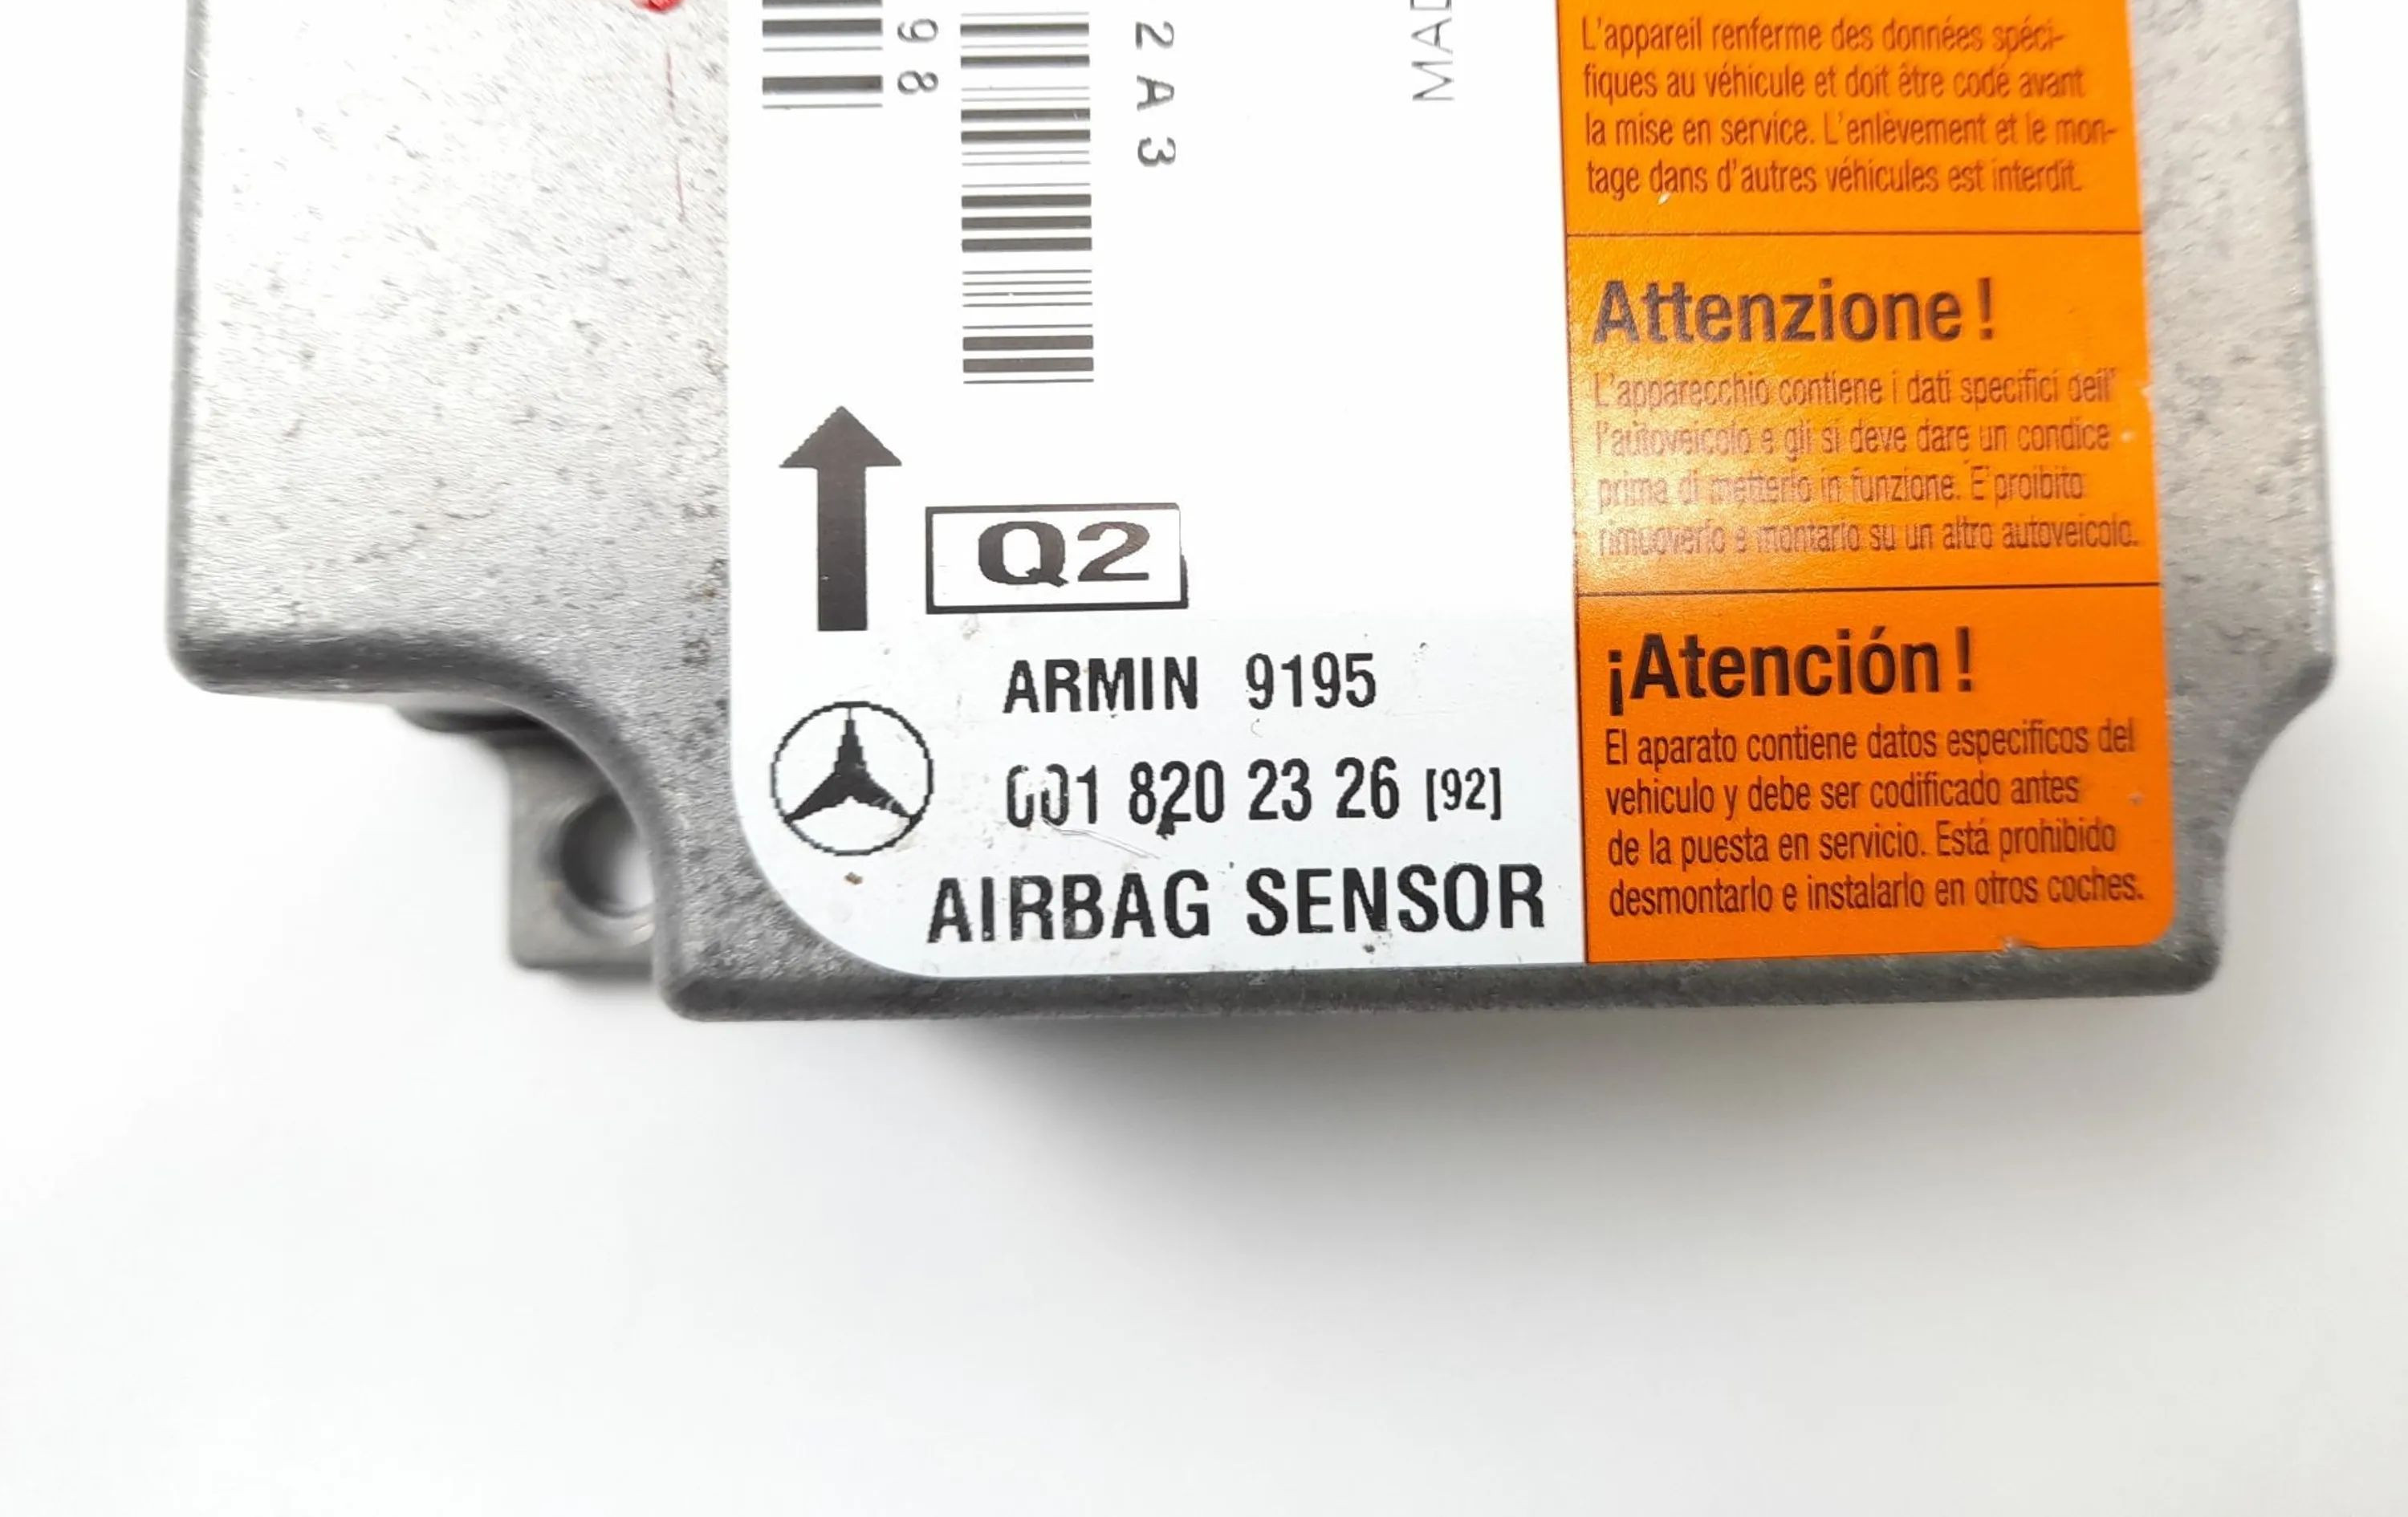 98
2A3
MAD
Q2
ARMIN 9195
001 820 23 26 [92]
AIRBAG SENSOR
L'appareil renferme des données spéci-
fiques au véhicule et doit être codé avant
la mise en service. L'enlèvement et le mon-
tage dans d'autres véhicules est interdit.
Attenzione!
L'apparecchio contiene i dati specifici dell'
l'autoveicolo e gli si deve dare un condice
prima di metterlo in funzione. E' proibito
rimuoverlo e montarlo su un altro autoveicolo.
¡Atención!
El aparato contiene datos especificos del
vehiculo y debe ser codificado antes
de la puesta en servicio. Está prohibido
desmontarlo e instalarlo en otros coches.